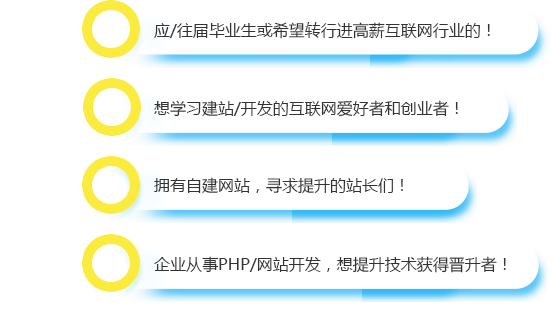 应/往届毕业生或希望转行进高薪互联网行业的！
想学习建站/开发的互联网爱好者和创业者！
拥有自建网站，寻求提升的站长们！
企业从事PHP/网站开发，想提升技术获得晋升者！